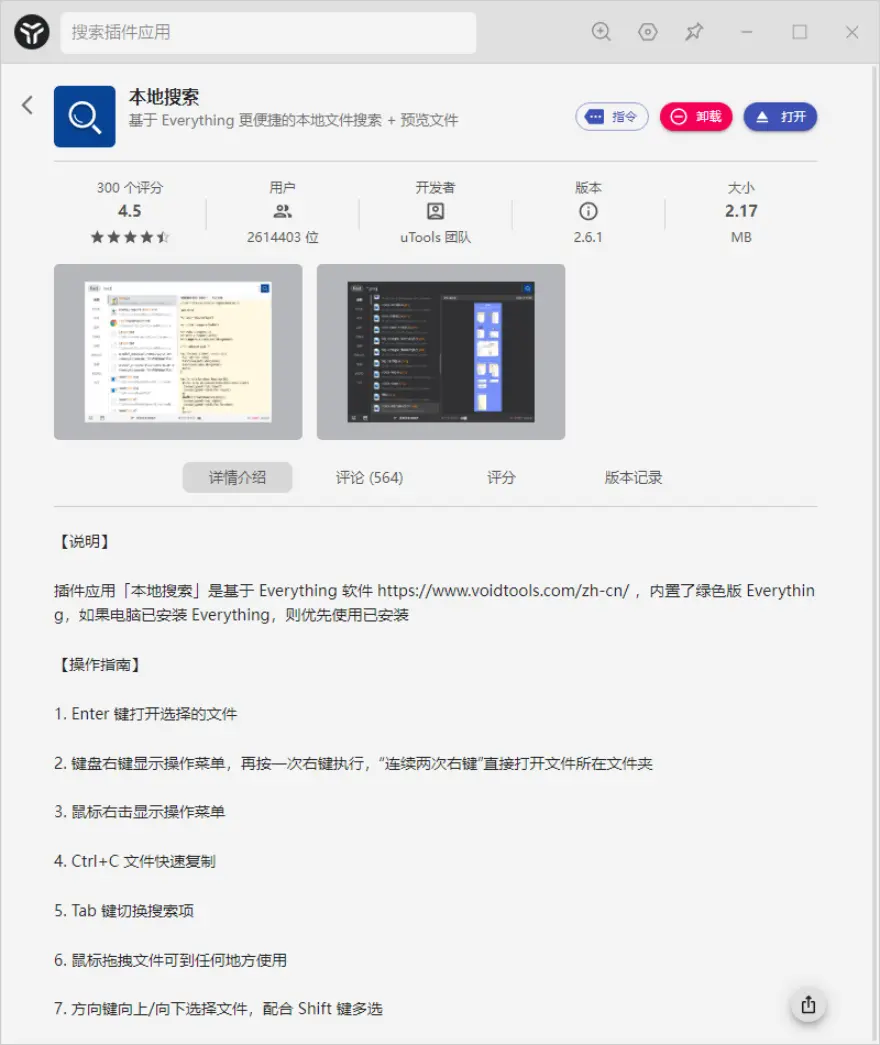 搜索插件应用
本地搜索
基于 Everything 更便捷的本地文件搜索 + 预览文件
指令
卸载
打开
300 个评分
4.5
用户
2614403 位
开发者
uTools 团队
版本
2.6.1
大小
2.17
MB
详情介绍
评论 (564)
评分
版本记录
【说明】
插件应用「本地搜索」是基于 Everything 软件 https://www.voidtools.com/zh-cn/ ，内置了绿色版 Everythin
g，如果电脑已安装 Everything，则优先使用已安装
【操作指南】
1. Enter 键打开选择的文件
2. 键盘右键显示操作菜单，再按一次右键执行，“连续两次右键”直接打开文件所在文件夹
3. 鼠标右击显示操作菜单
4. Ctrl+C 文件快速复制
5. Tab 键切换搜索项
6. 鼠标拖拽文件可到任何地方使用
7. 方向键向上/向下选择文件，配合 Shift 键多选